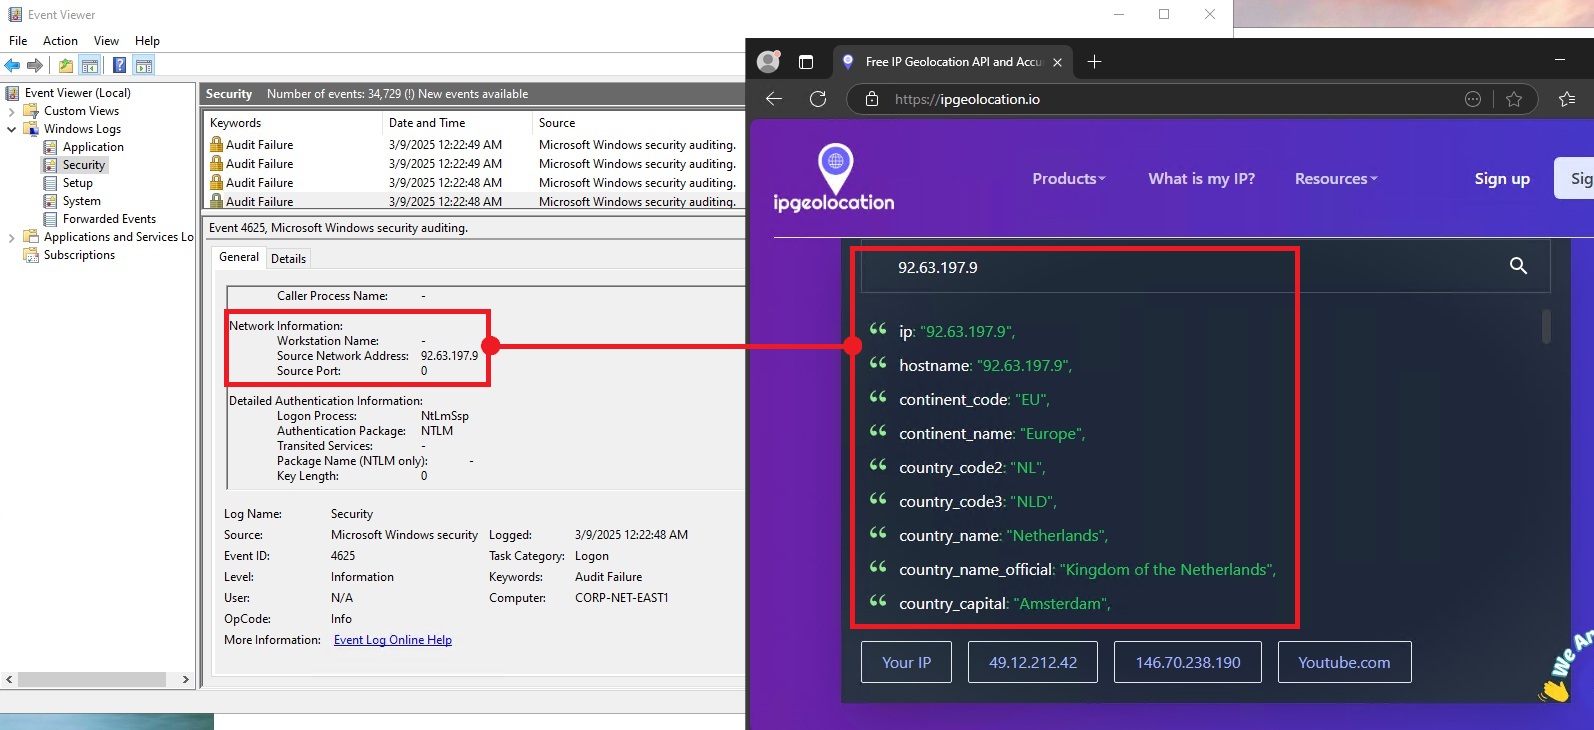 Event Viewer
File Action View Help
Event Viewer (Local)
Custom Views
Windows Logs
Application
Security
Setup
System
Forwarded Events
Applications and Services Lo
Subscriptions
Security Number of events: 34,729 (!) New events available
Keywords Date and Time Source
Audit Failure 3/9/2025 12:22:49 AM Microsoft Windows security auditing.
Audit Failure 3/9/2025 12:22:49 AM Microsoft Windows security auditing.
Audit Failure 3/9/2025 12:22:48 AM Microsoft Windows security auditing.
Audit Failure 3/9/2025 12:22:48 AM Microsoft Windows security auditing.
Event 4625, Microsoft Windows security auditing.
General Details
Caller Process Name: -
Network Information:
Workstation Name: -
Source Network Address: 92.63.197.9
Source Port: 0
Detailed Authentication Information:
Logon Process: NtLmSsp
Authentication Package: NTLM
Transited Services: -
Package Name (NTLM only): -
Key Length: 0
Log Name: Security
Source: Microsoft Windows security Logged: 3/9/2025 12:22:48 AM
Event ID: 4625 Task Category: Logon
Level: Information Keywords: Audit Failure
User: N/A Computer: CORP-NET-EAST1
OpCode: Info
More Information: Event Log Online Help
Free IP Geolocation API and Accu
https://ipgeolocation.io
ipgeolocation
Products What is my IP? Resources Sign up Sig
92.63.197.9
ip: "92.63.197.9",
hostname: "92.63.197.9",
continent_code: "EU",
continent_name: "Europe",
country_code2: "NL",
country_code3: "NLD",
country_name: "Netherlands",
country_name_official: "Kingdom of the Netherlands",
country_capital: "Amsterdam",
Your IP 49.12.212.42 146.70.238.190 Youtube.com
We A